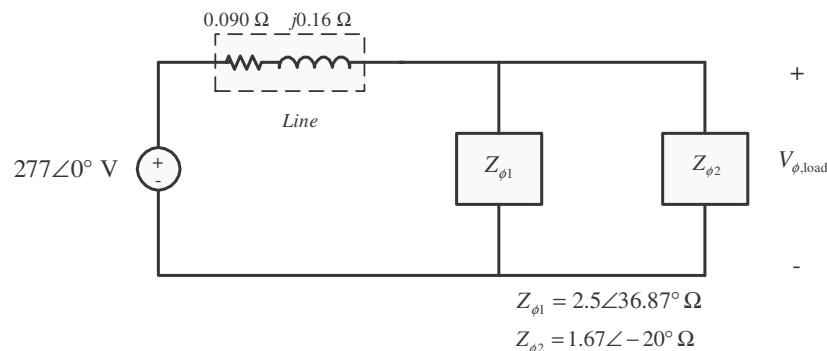 0.090 Ω j0.16 Ω
Line
277∠0° V
+
-
Z_{ϕ1}
Z_{ϕ2}
+
V_{ϕ,load}
-
Z_{ϕ1} = 2.5∠36.87° Ω
Z_{ϕ2} = 1.67∠−20° Ω